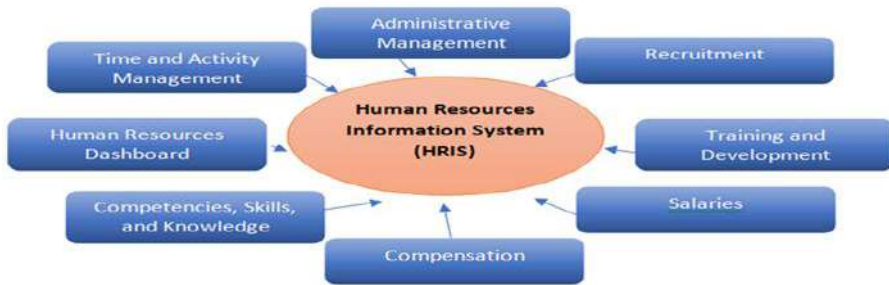 Administrative
Management
Time and Activity
Management
Recruitment
Human Resources
Information System
(HRIS)
Human Resources
Dashboard
Training and
Development
Competencies, Skills,
and Knowledge
Salaries
Compensation